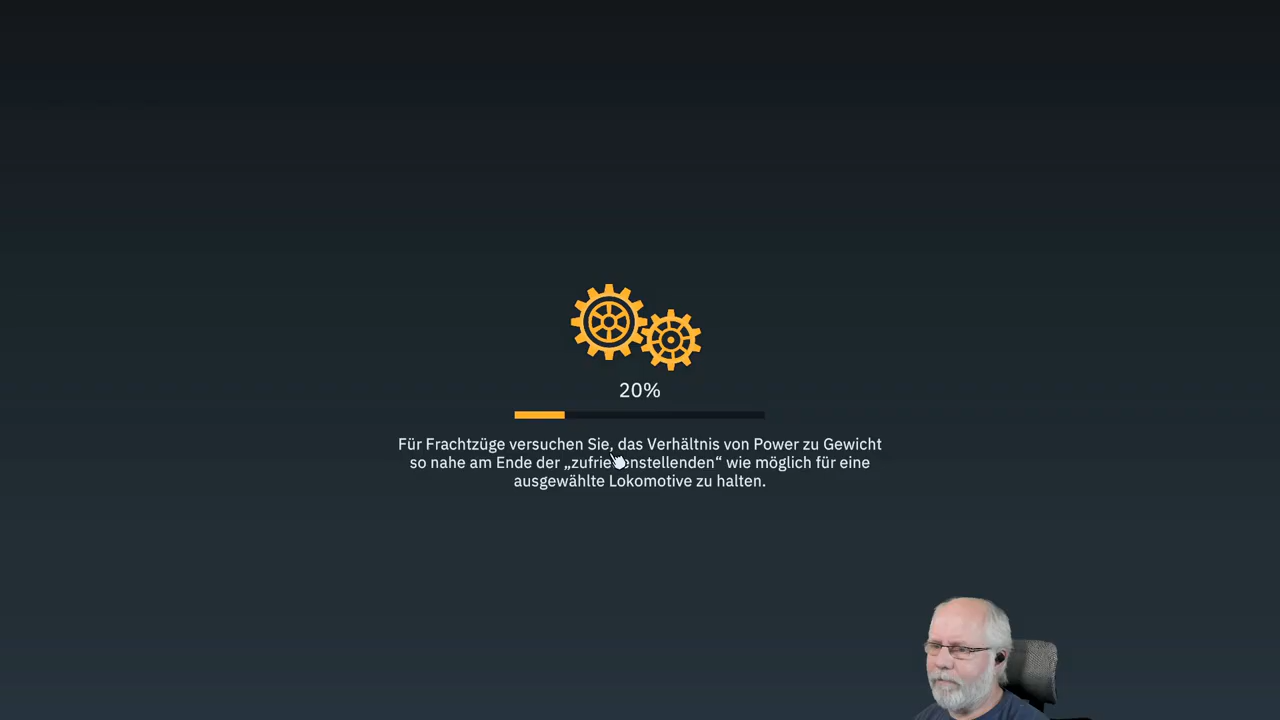 20%
Für Frachtzüge versuchen Sie, das Verhältnis von Power zu Gewicht
so nahe am Ende der „zufriedenstellenden“ wie möglich für eine
ausgewählte Lokomotive zu halten.